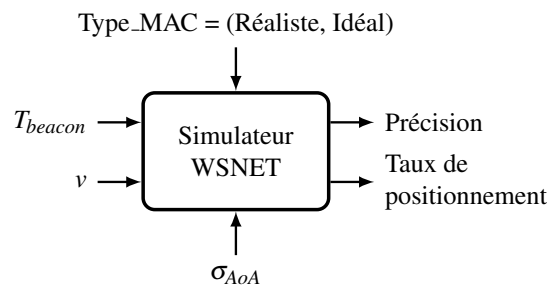 Type_MAC = (Réaliste, Idéal)
T_beacon
Simulateur
WSNET
Précision
v
Taux de
positionnement
σ_AoA